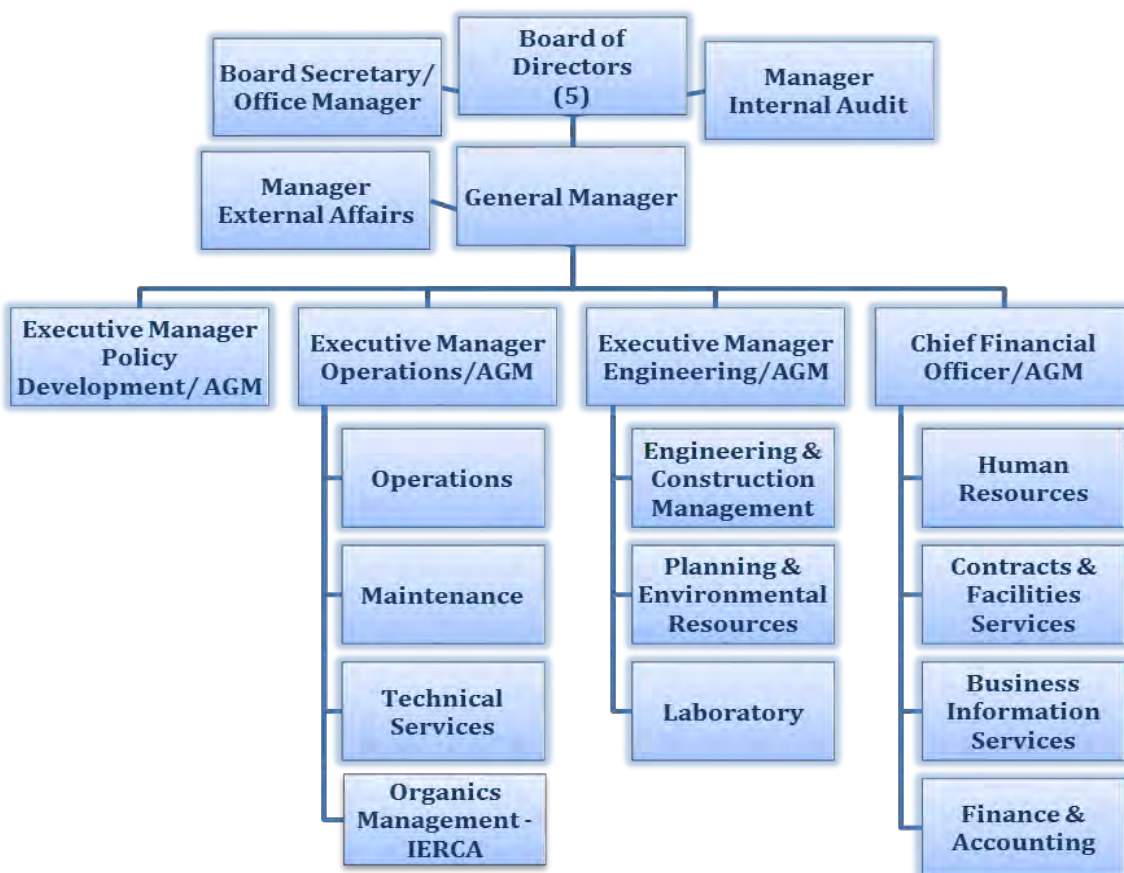 Board of
Directors
(5)
Board Secretary/
Office Manager
Manager
Internal Audit
Manager
External Affairs
General Manager
Executive Manager
Policy
Development/ AGM
Executive Manager
Operations/AGM
Executive Manager
Engineering/AGM
Chief Financial
Officer/AGM
Operations
Maintenance
Technical
Services
Organics
Management -
IERCA
Engineering &
Construction
Management
Planning &
Environmental
Resources
Laboratory
Human
Resources
Contracts &
Facilities
Services
Business
Information
Services
Finance &
Accounting